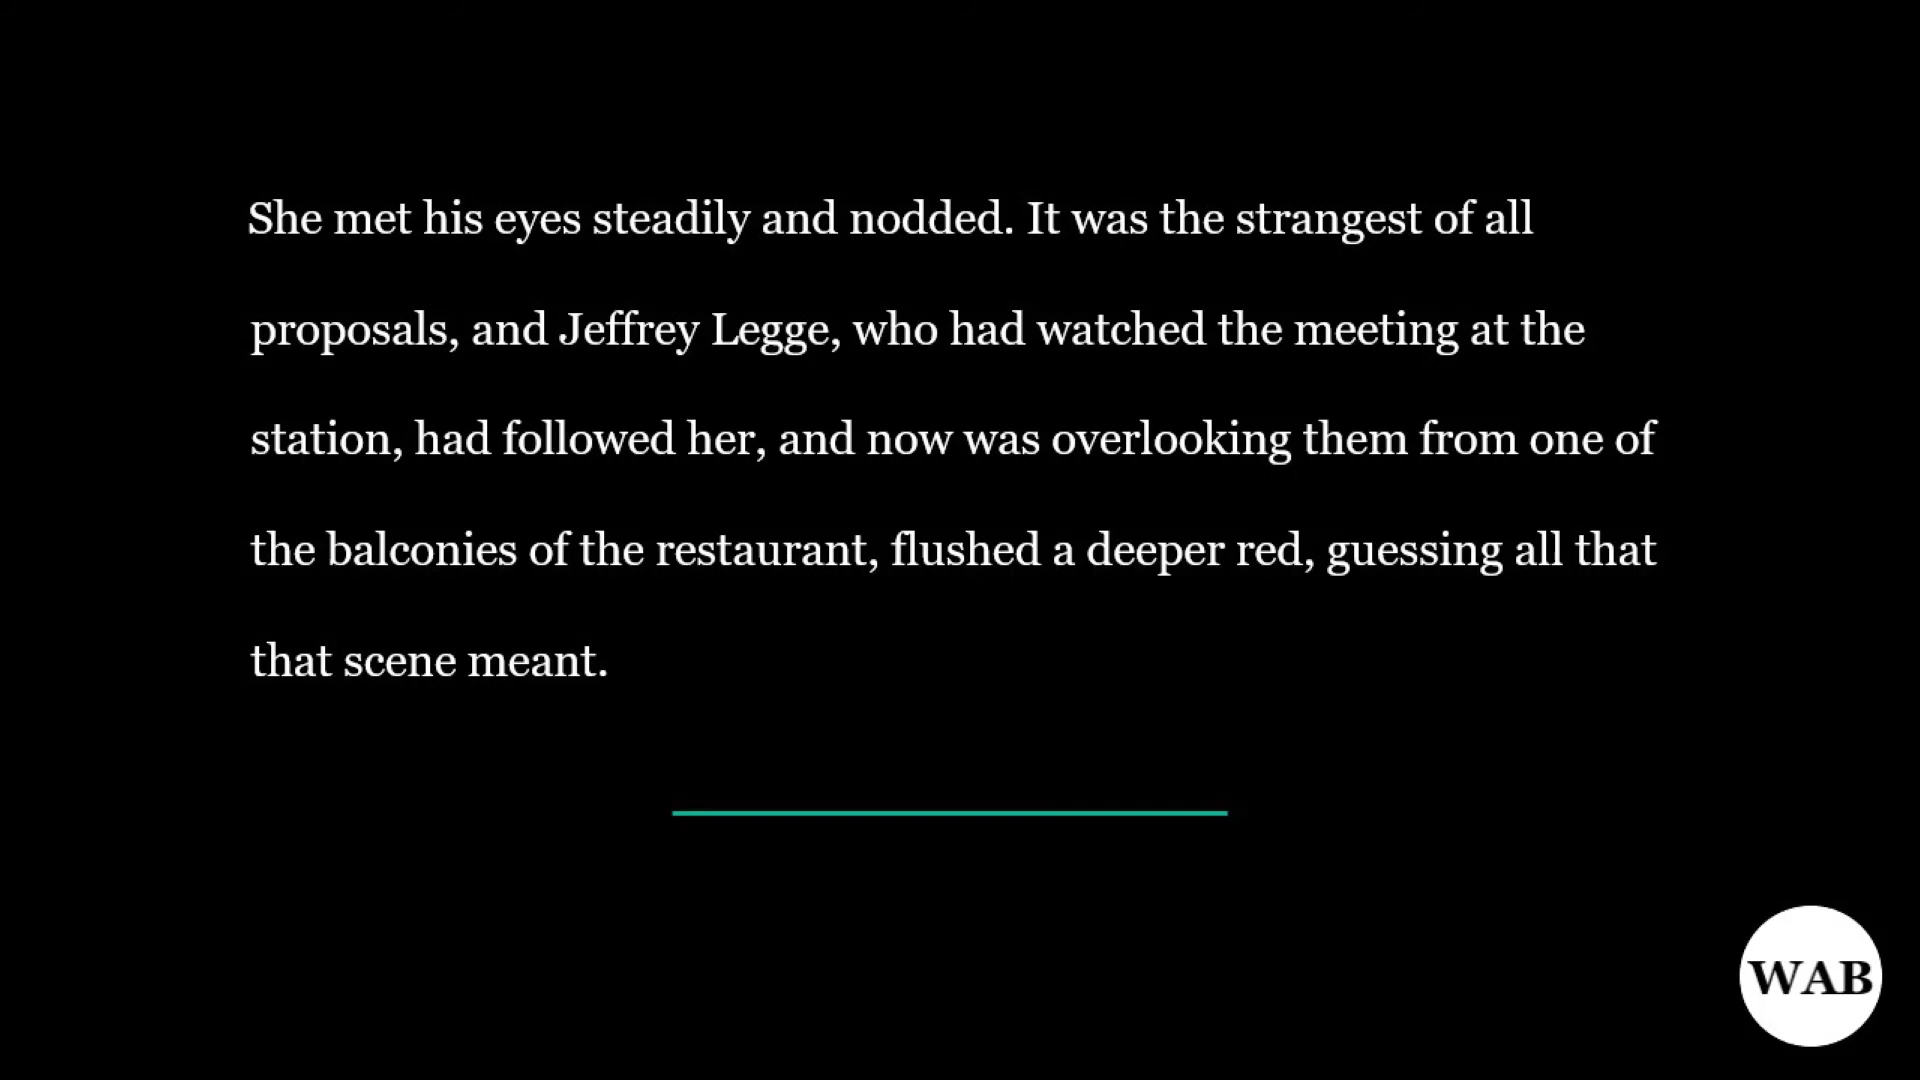 She met his eyes steadily and nodded. It was the strangest of all
proposals, and Jeffrey Legge, who had watched the meeting at the
station, had followed her, and now was overlooking them from one of
the balconies of the restaurant, flushed a deeper red, guessing all that
that scene meant.
WAB